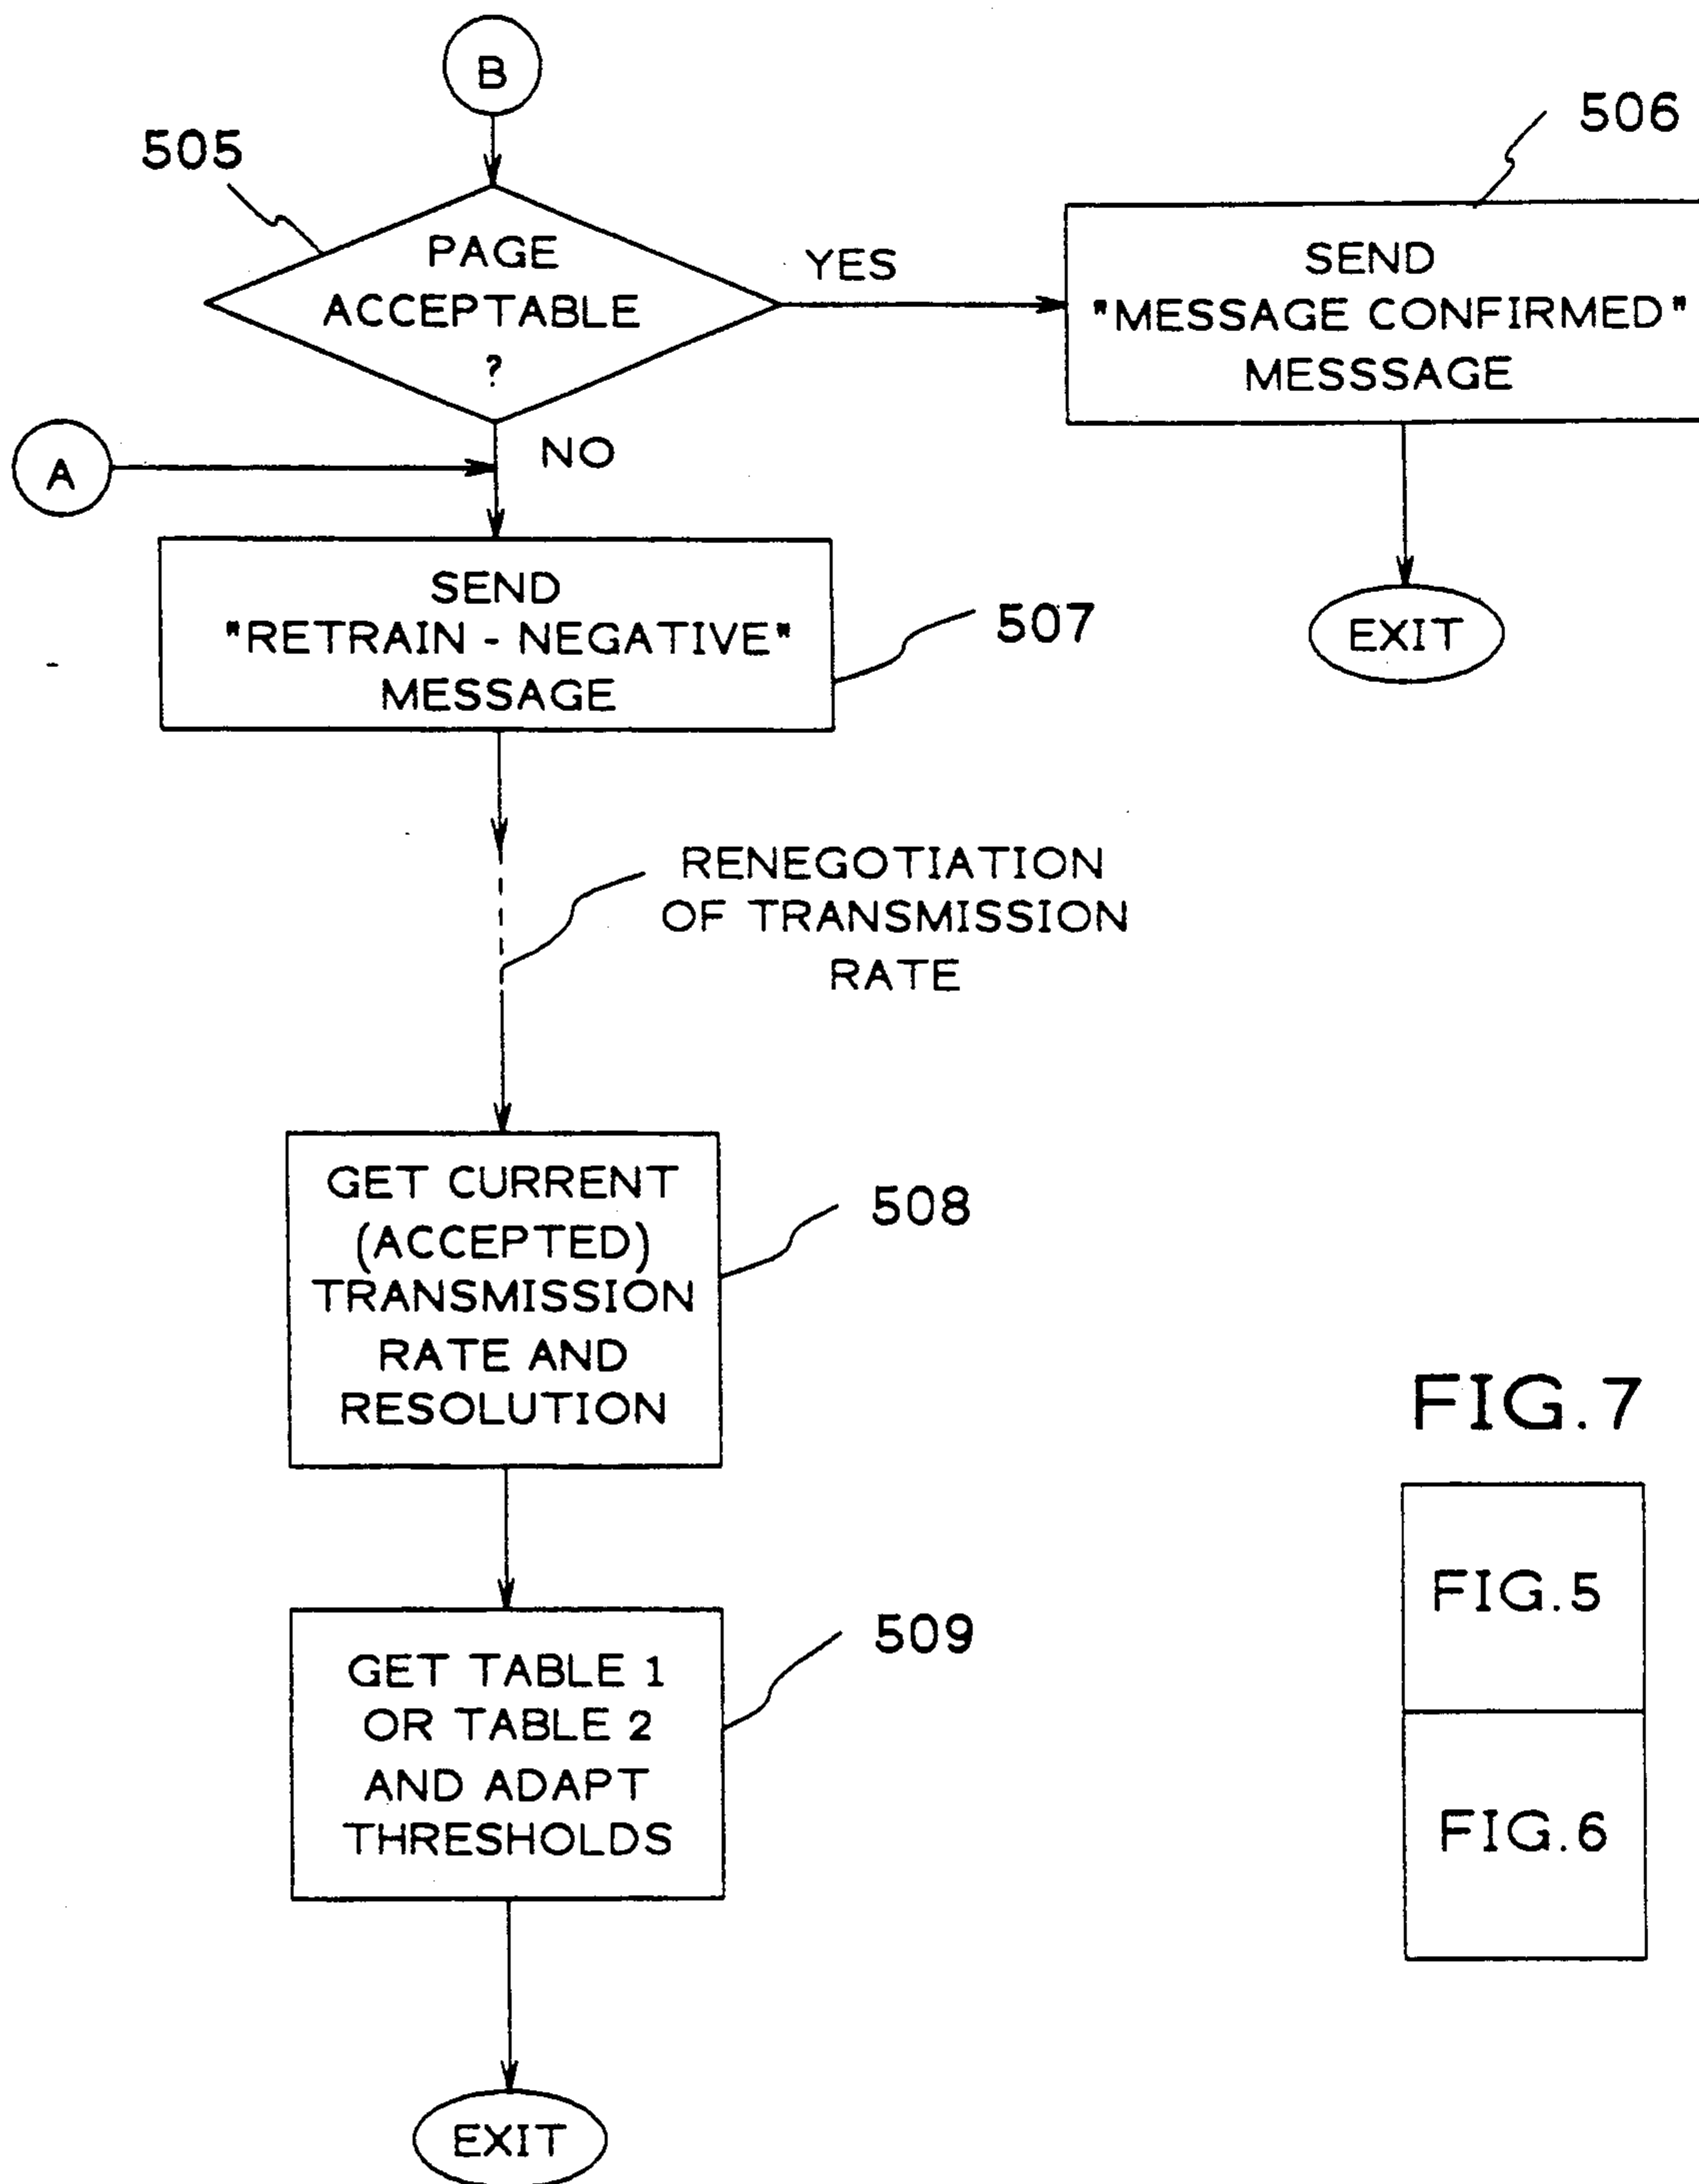 B
505
506
PAGE
ACCEPTABLE
?
YES
SEND
"MESSAGE CONFIRMED"
MESSSAGE
A
NO
EXIT
SEND
"RETRAIN - NEGATIVE"
MESSAGE
507
RENEGOTIATION
OF TRANSMISSION
RATE
GET CURRENT
(ACCEPTED)
TRANSMISSION
RATE AND
RESOLUTION
508
GET TABLE 1
OR TABLE 2
AND ADAPT
THRESHOLDS
509
EXIT
FIG.7
FIG.5
FIG.6